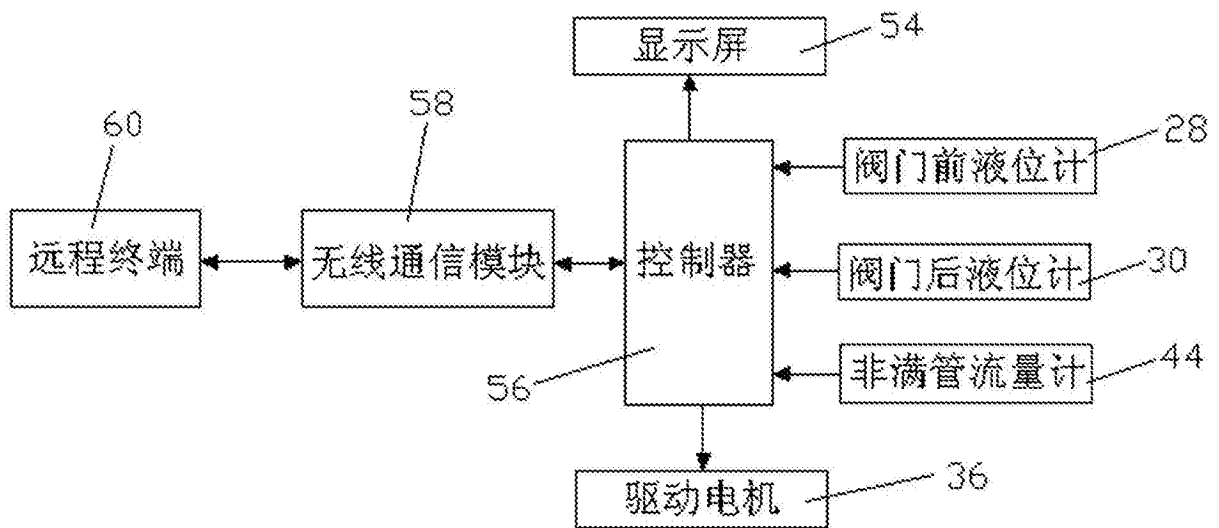 显示屏
54
60
58
28
阀门前液位计
远程终端
无线通信模块
控制器
阀门后液位计
30
56
非满管流量计
44
驱动电机
36